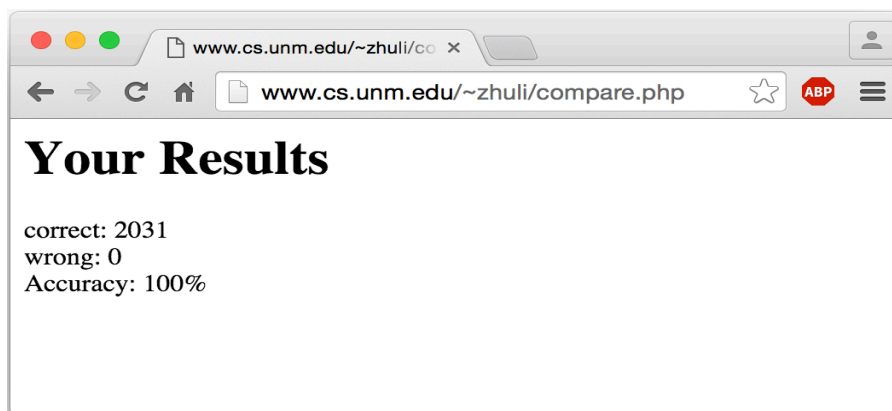 www.cs.unm.edu/~zhuli/co
www.cs.unm.edu/~zhuli/compare.php
ABP
Your Results
correct: 2031
wrong: 0
Accuracy: 100%